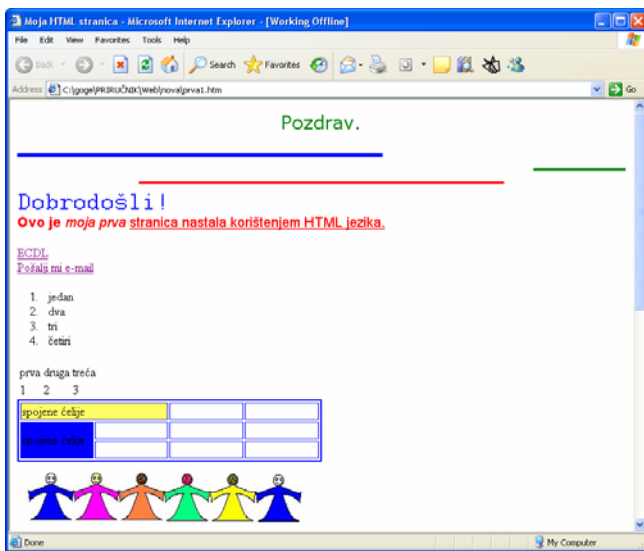 Moja HTML stranica - Microsoft Internet Explorer - [Working Offline]
File Edit View Favorites Tools Help
Back Search Favorites
Address C:\gogel\PRIRUČNIK\Web\nova\prva1.htm Go
Pozdrav.
Dobrodošli!
Ovo je moja prva stranica nastala korištenjem HTML jezika.
ECDL
Pošalji mi e-mail
1. jedan
2. dva
3. tri
4. četiri
prva druga treća
1 2 3
spojene ćelije
spojene ćelije
Done My Computer